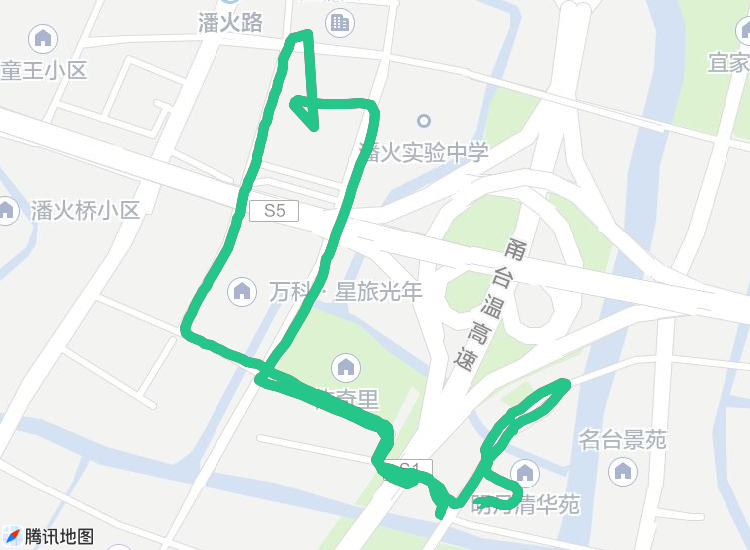 潘火路
童王小区
宜家
潘火实验中学
潘火桥小区
S5
甬台温高速
万科·星旅光年
奇里
名台景苑
S1
明月清华苑
腾讯地图